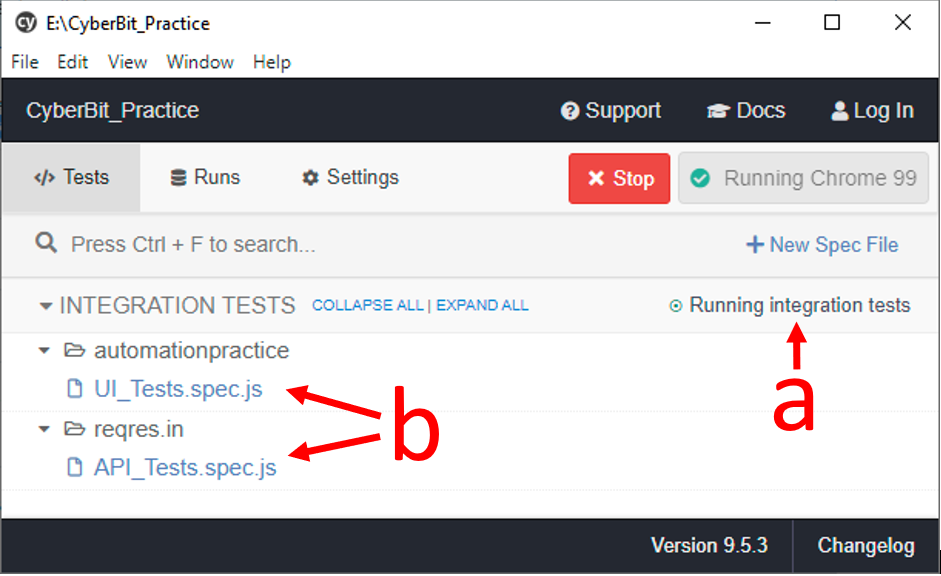 cy E:\CyberBit_Practice
File Edit View Window Help
CyberBit_Practice Support Docs Log In
Tests Runs Settings Stop Running Chrome 99
Press Ctrl + F to search... New Spec File
INTEGRATION TESTS COLLAPSE ALL | EXPAND ALL Running integration tests
automationpractice
UI_Tests.spec.js
a
b
reqres.in
API_Tests.spec.js
Version 9.5.3 Changelog